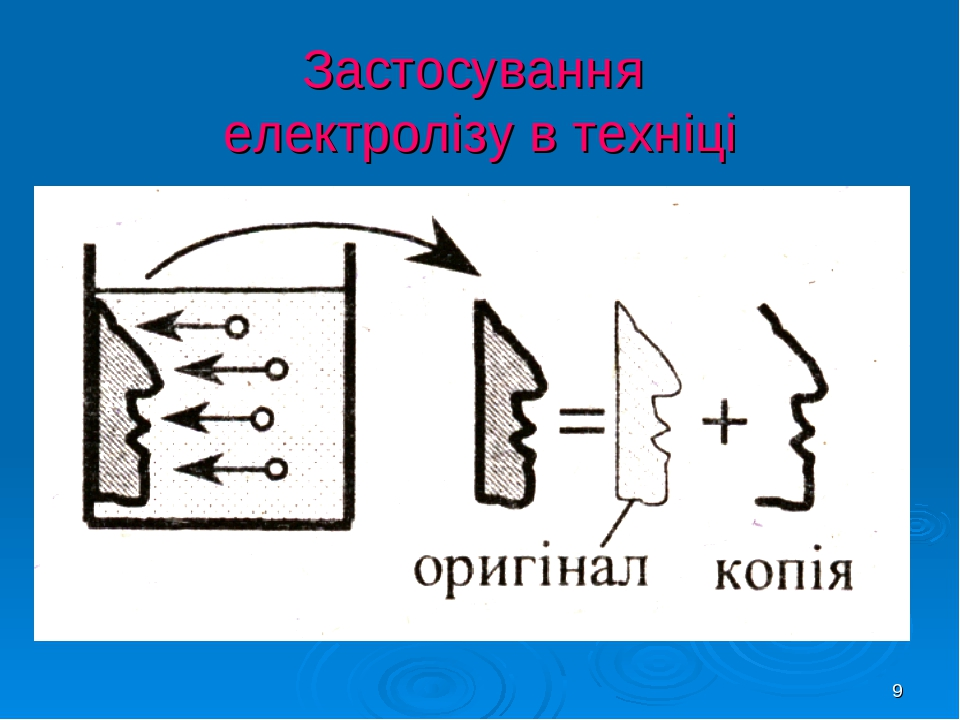 Застосування
електролізу в техніці
=
+
оригінал
копія
9